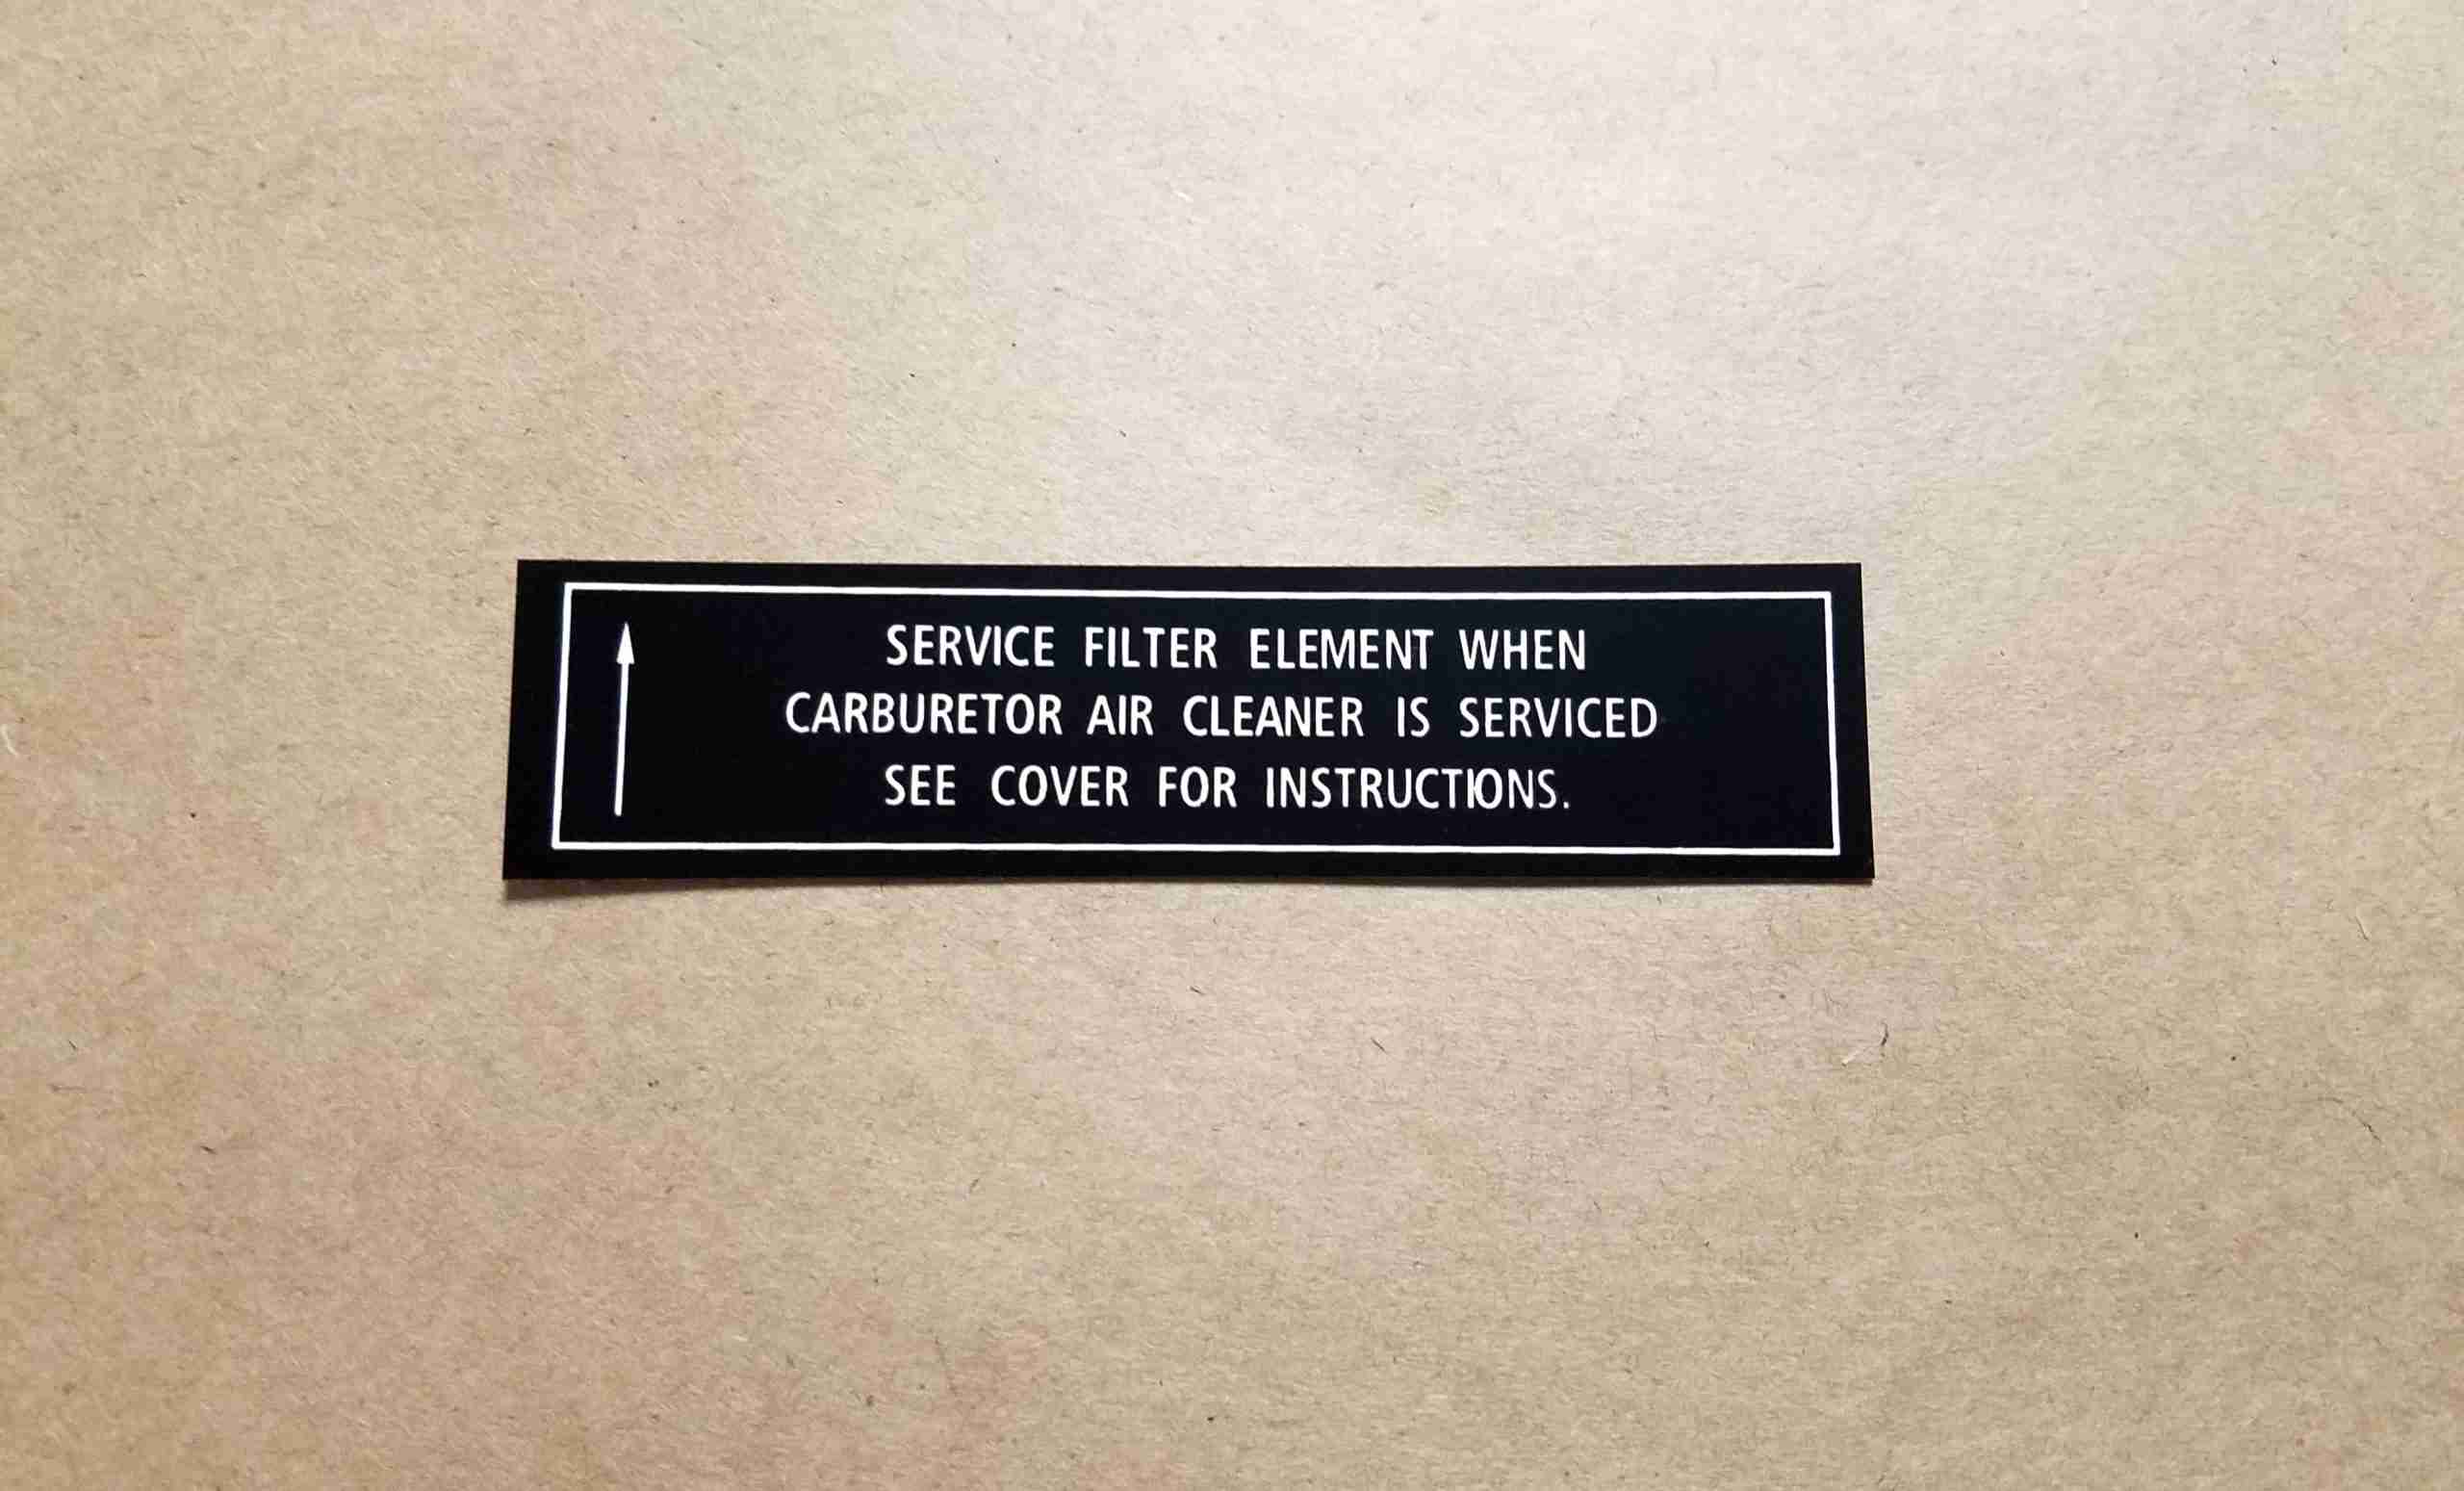 SERVICE FILTER ELEMENT WHEN
CARBURETOR AIR CLEANER IS SERVICED
SEE COVER FOR INSTRUCTIONS.